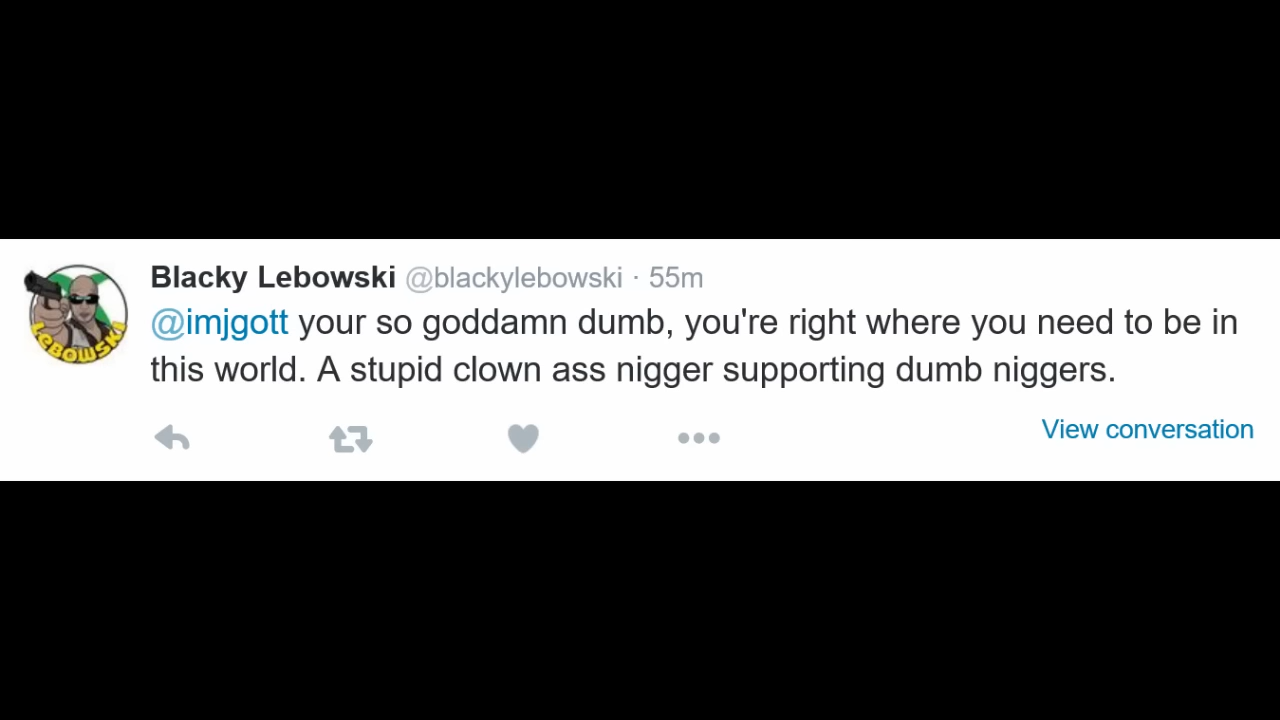 Blacky Lebowski @blackylebowski · 55m
@imjgott your so goddamn dumb, you're right where you need to be in
this world. A stupid clown ass nigger supporting dumb niggers.
View conversation
LEBOWSKI